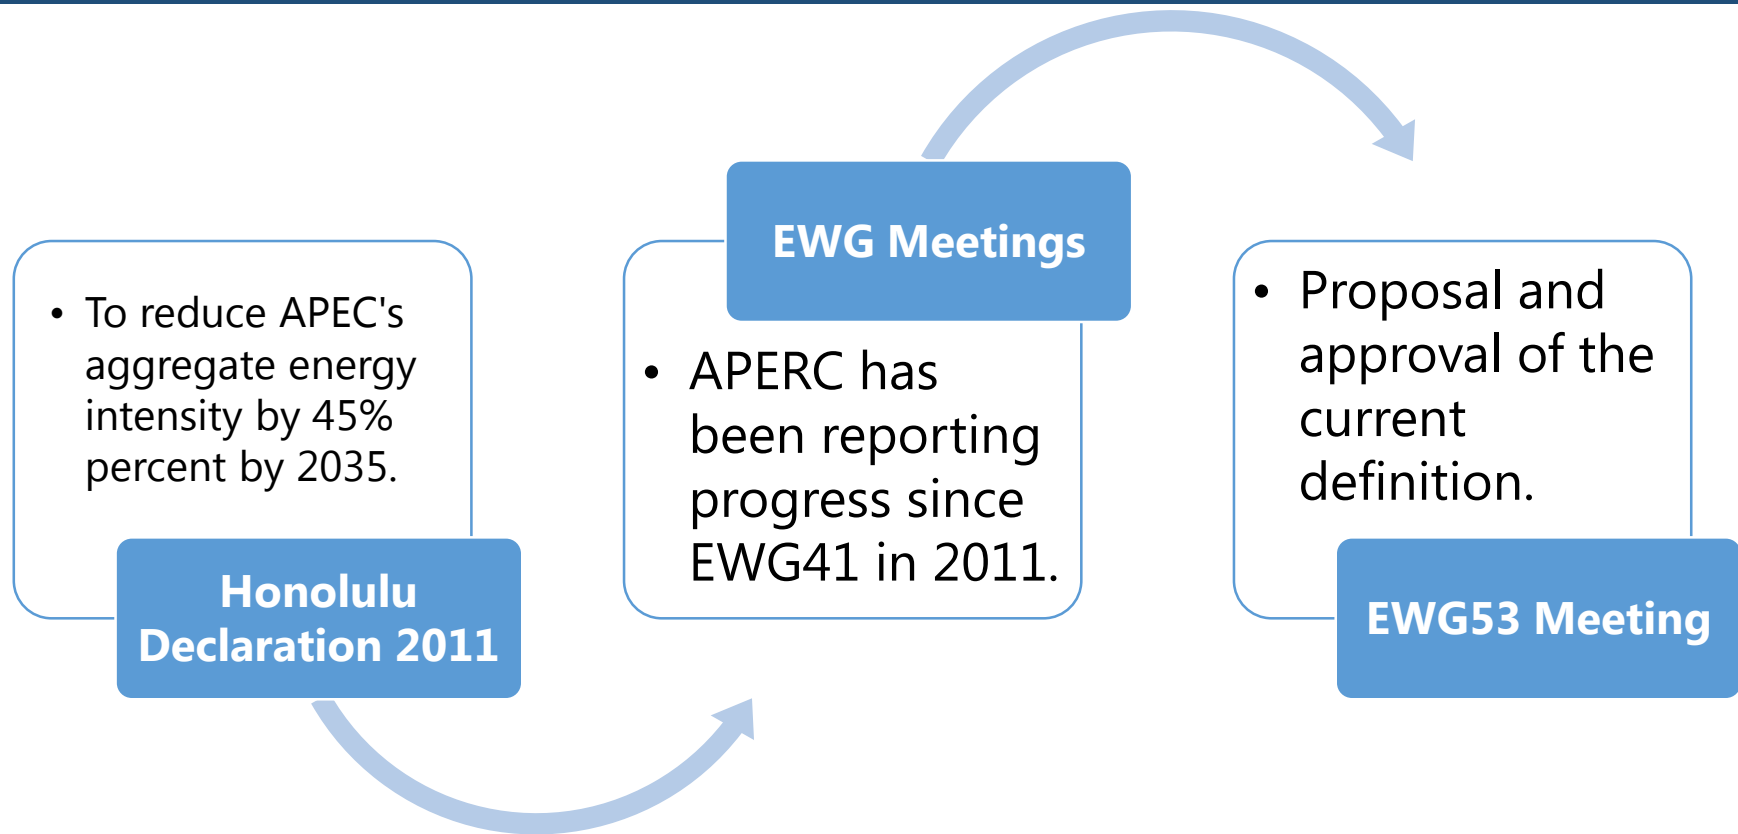 • To reduce APEC's
aggregate energy
intensity by 45%
percent by 2035.
Honolulu
Declaration 2011
EWG Meetings
• APERC has
been reporting
progress since
EWG41 in 2011.
• Proposal and
approval of the
current
definition.
EWG53 Meeting